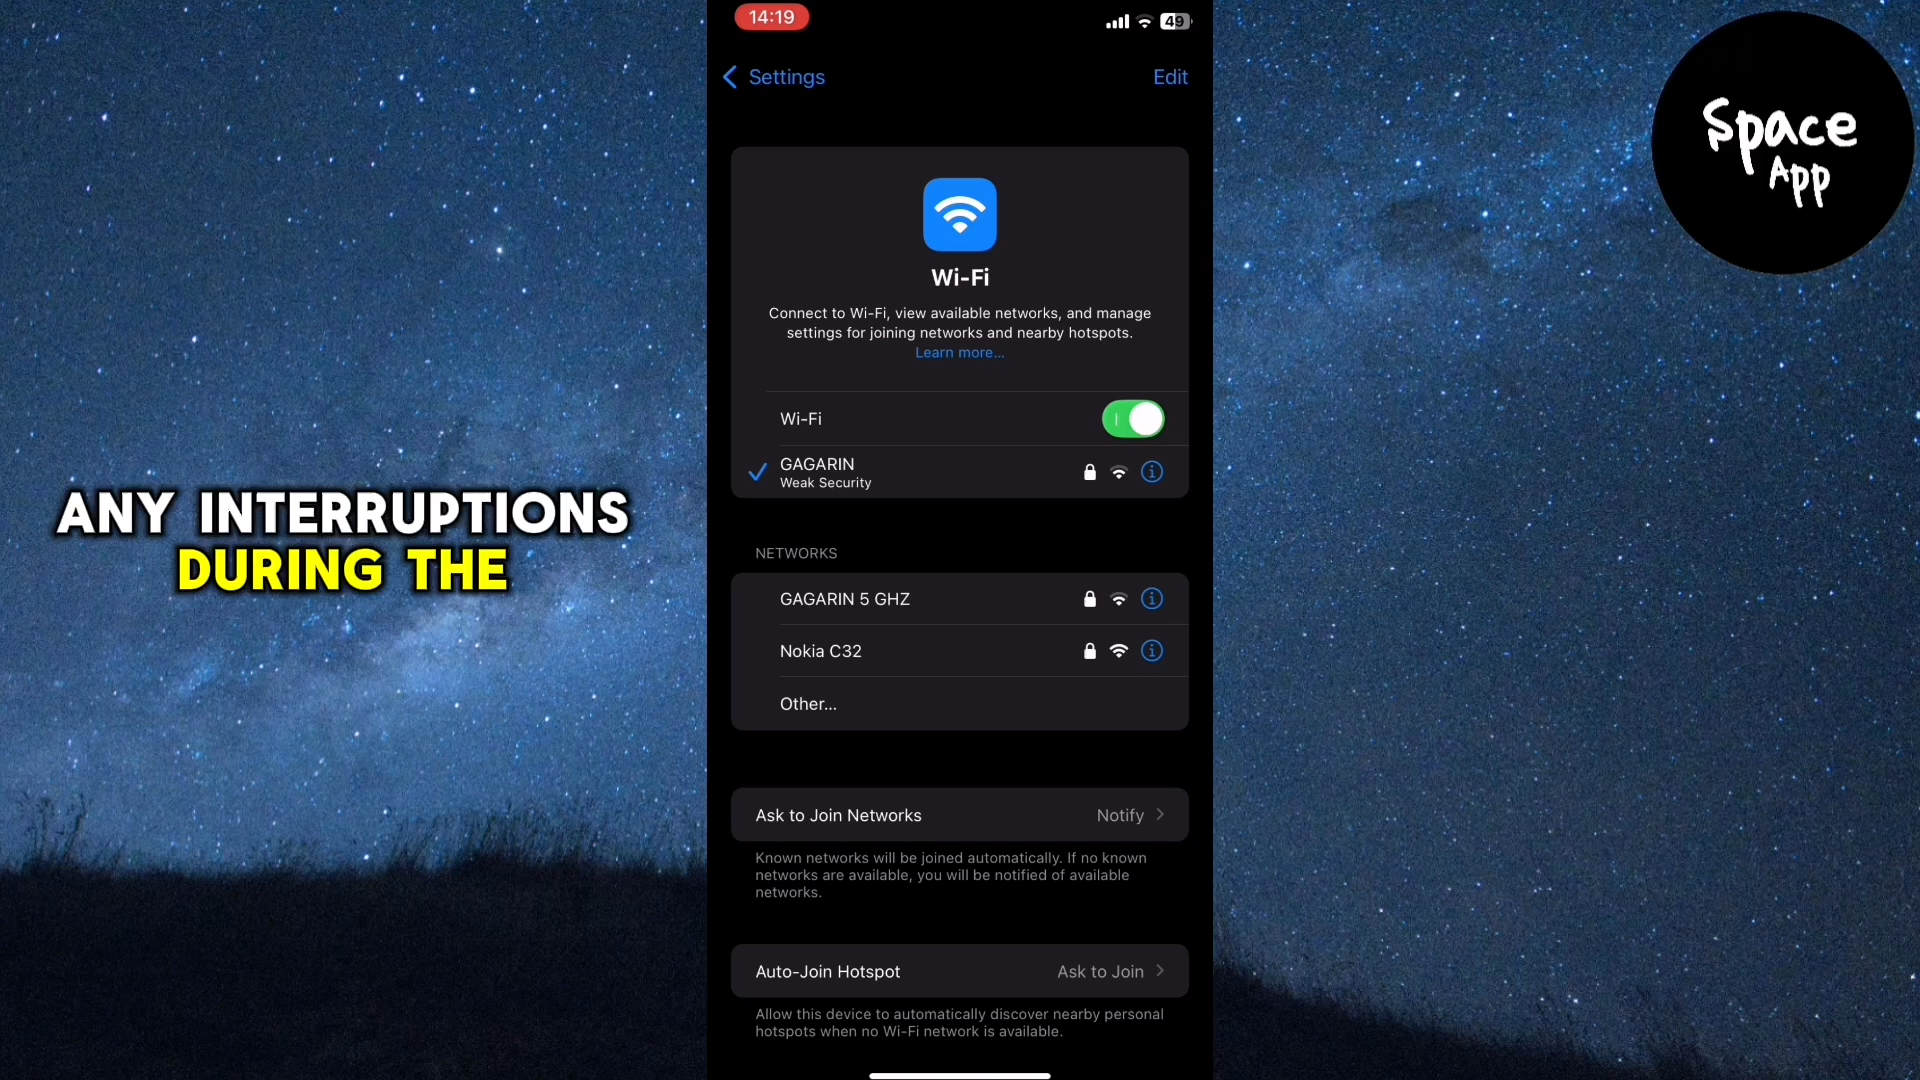 14:19
49
Settings
Edit
Space
App
Wi-Fi
Connect to Wi-Fi, view available networks, and manage
settings for joining networks and nearby hotspots.
Learn more...
Wi-Fi
GAGARIN
Weak Security
ANY INTERRUPTIONS
DURING THE
NETWORKS
GAGARIN 5 GHZ
Nokia C32
Other...
Ask to Join Networks
Notify
Known networks will be joined automatically. If no known
networks are available, you will be notified of available
networks.
Auto-Join Hotspot
Ask to Join
Allow this device to automatically discover nearby personal
hotspots when no Wi-Fi network is available.